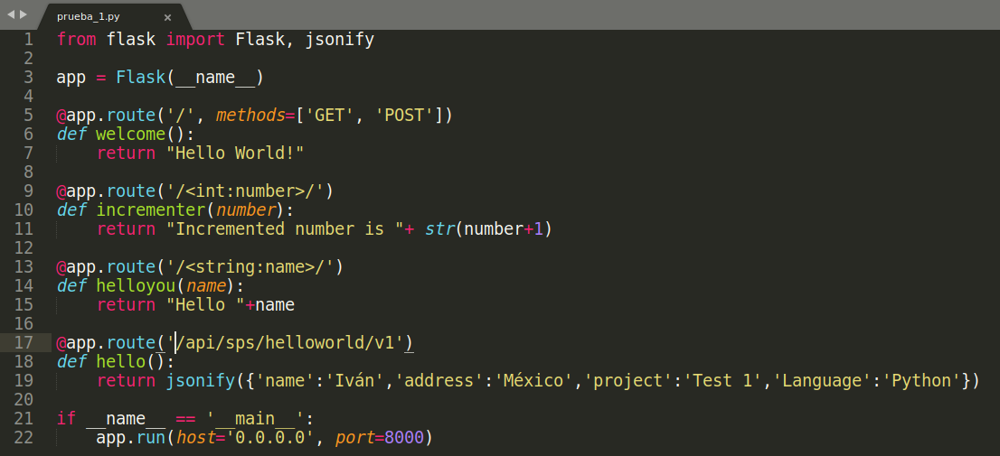 prueba_1.py ×
1 from flask import Flask, jsonify
2
3 app = Flask(__name__)
4
5 @app.route('/', methods=['GET', 'POST'])
6 def welcome():
7     return "Hello World!"
8
9 @app.route('/<int:number>/')
10 def incrementer(number):
11     return "Incremented number is "+ str(number+1)
12
13 @app.route('/<string:name>/')
14 def helloyou(name):
15     return "Hello "+name
16
17 @app.route('/api/sps/helloworld/v1')
18 def hello():
19     return jsonify({'name':'Iván','address':'México','project':'Test 1','Language':'Python'})
20
21 if __name__ == '__main__':
22     app.run(host='0.0.0.0', port=8000)